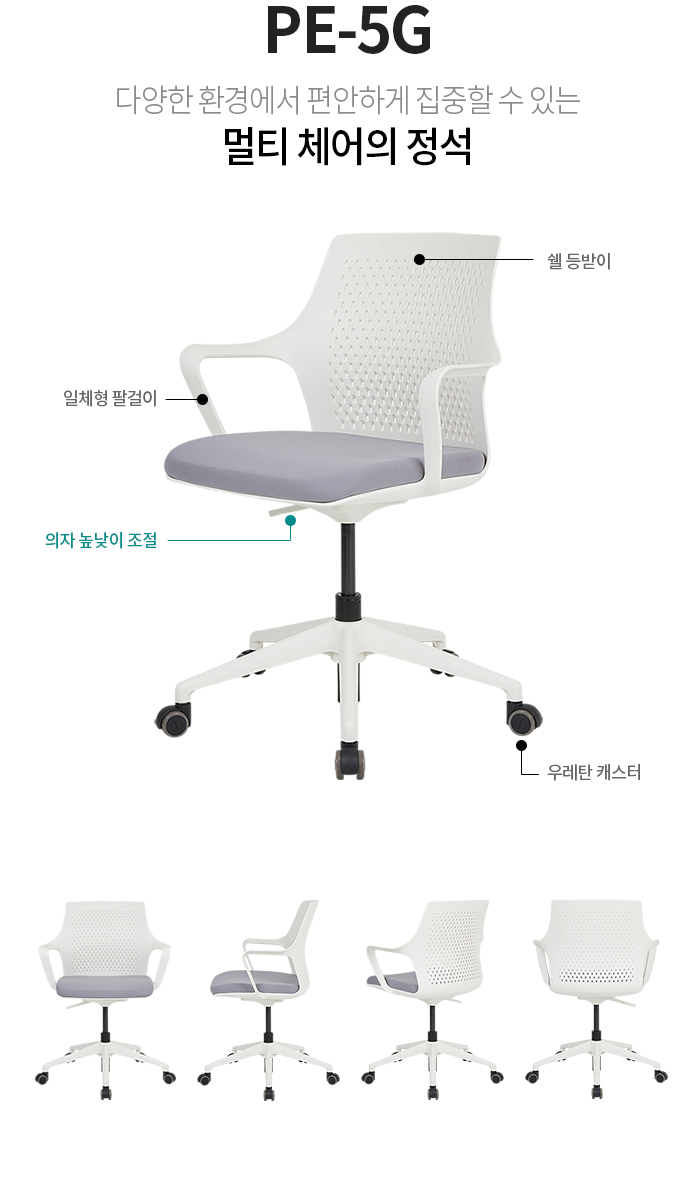 PE-5G
다양한 환경에서 편안하게 집중할 수 있는
멀티 체어의 정석
쉘 등받이
일체형 팔걸이
의자 높낮이 조절
우레탄 캐스터